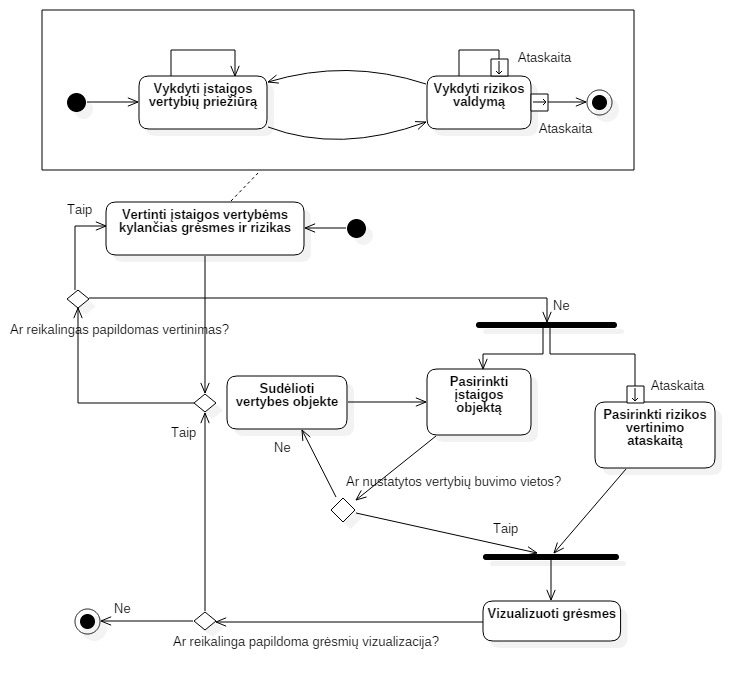 Ataskaita
Vykdyti įstaigos
vertybių priežiūrą
Vykdyti rizikos
valdymą
Ataskaita
Taip
Vertinti įstaigos vertybėms
kylančias grėsmes ir rizikas
Ne
Ar reikalingas papildomas vertinimas?
Ataskaita
Sudėlioti
vertybes objekte
Pasirinkti
įstaigos
objektą
Pasirinkti rizikos
vertinimo
ataskaitą
Taip
Ne
Ar nustatytos vertybių buvimo vietos?
Taip
Ne
Vizualizuoti grėsmes
Ar reikalinga papildoma grėsmių vizualizacija?